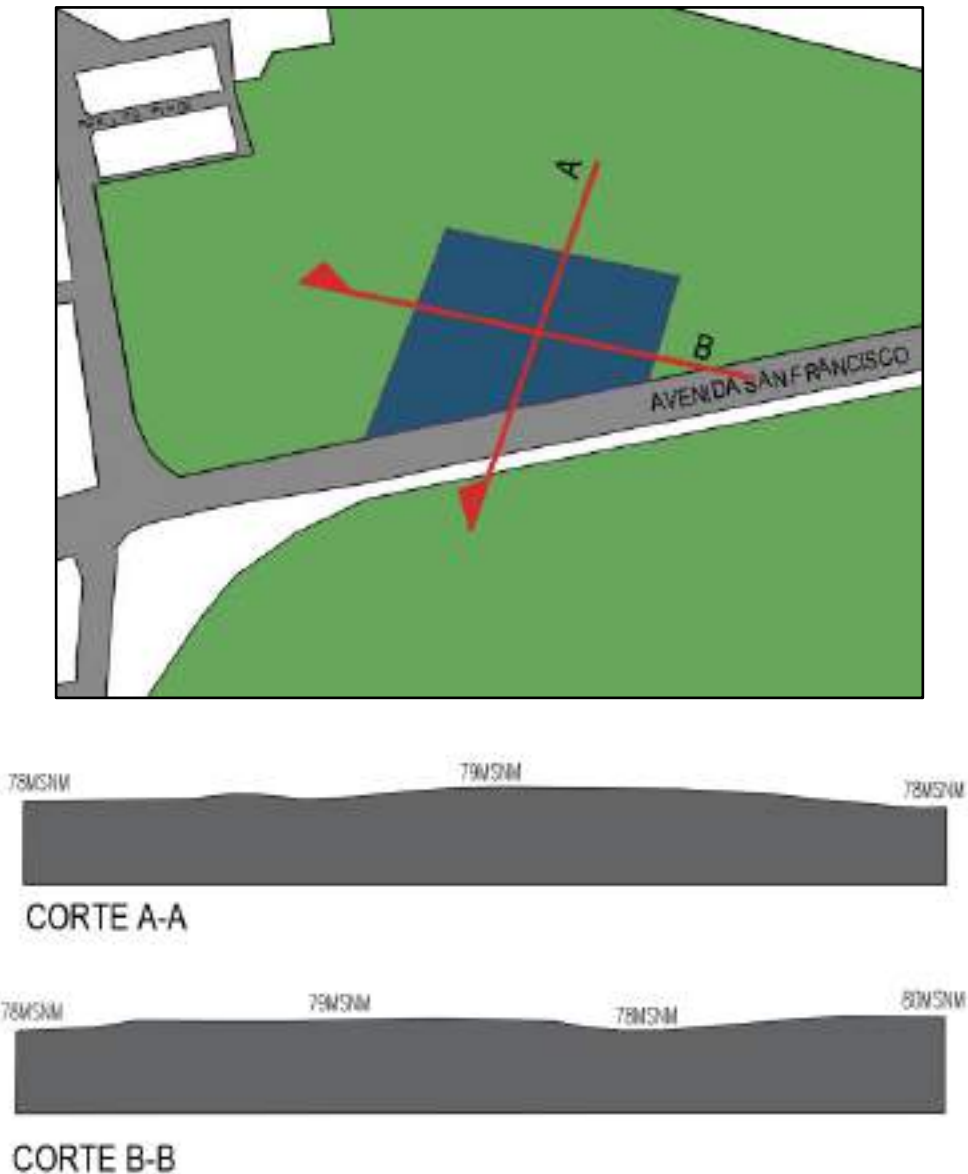 A
B
AVENIDA SAN FRANCISCO
78MSNM
79MSNM
78MSNM
CORTE A-A
78MSNM
79MSNM
78MSNM
80MSNM
CORTE B-B